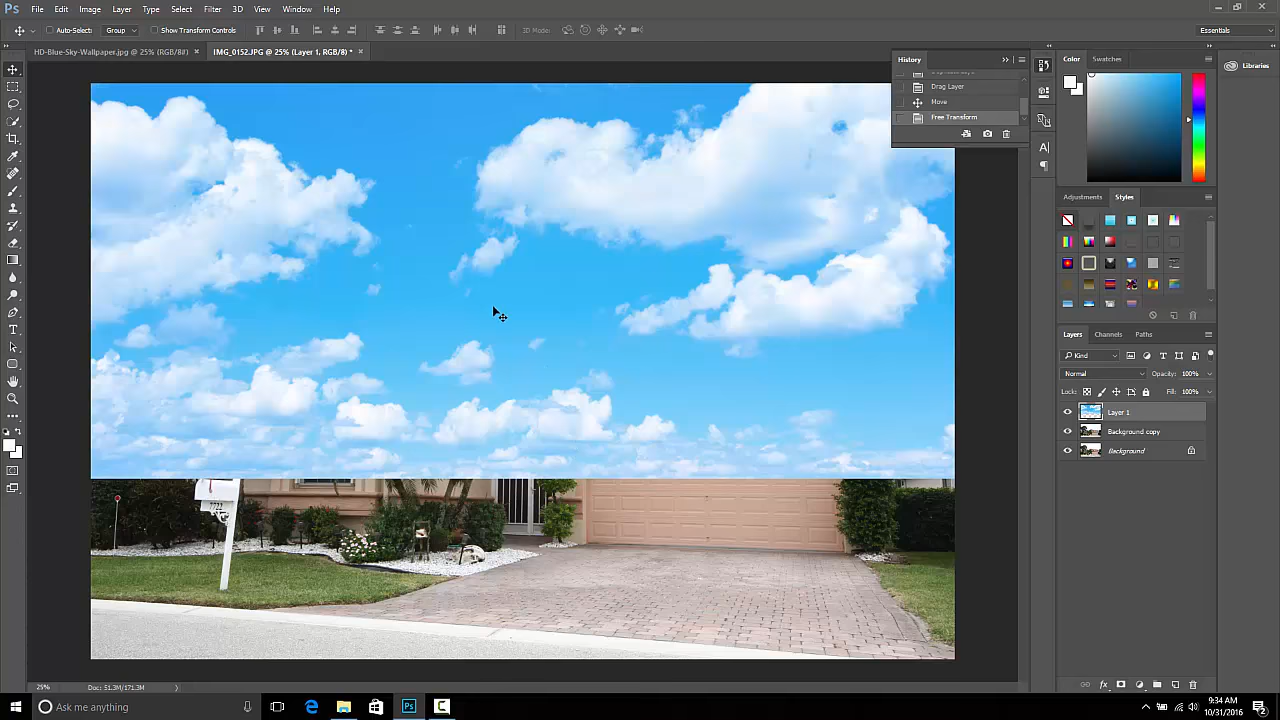 Ps File Edit Image Layer Type Select Filter 3D View Window Help
Auto-Select: Group Show Transform Controls 3D Mode: Essentials
HD-Blue-Sky-Wallpaper.jpg @ 25% (RGB/8#) × IMG_0152.JPG @ 25% (Layer 1, RGB/8) * ×
History
Drag Layer
Move
Free Transform
Color Swatches
Libraries
Adjustments Styles
Layers Channels Paths
Kind
Normal Opacity: 100%
Lock: Fill: 100%
Layer 1
Background copy
Background
25% Doc: 51.3M/171.3M
Ask me anything
9:34 AM
10/31/2016